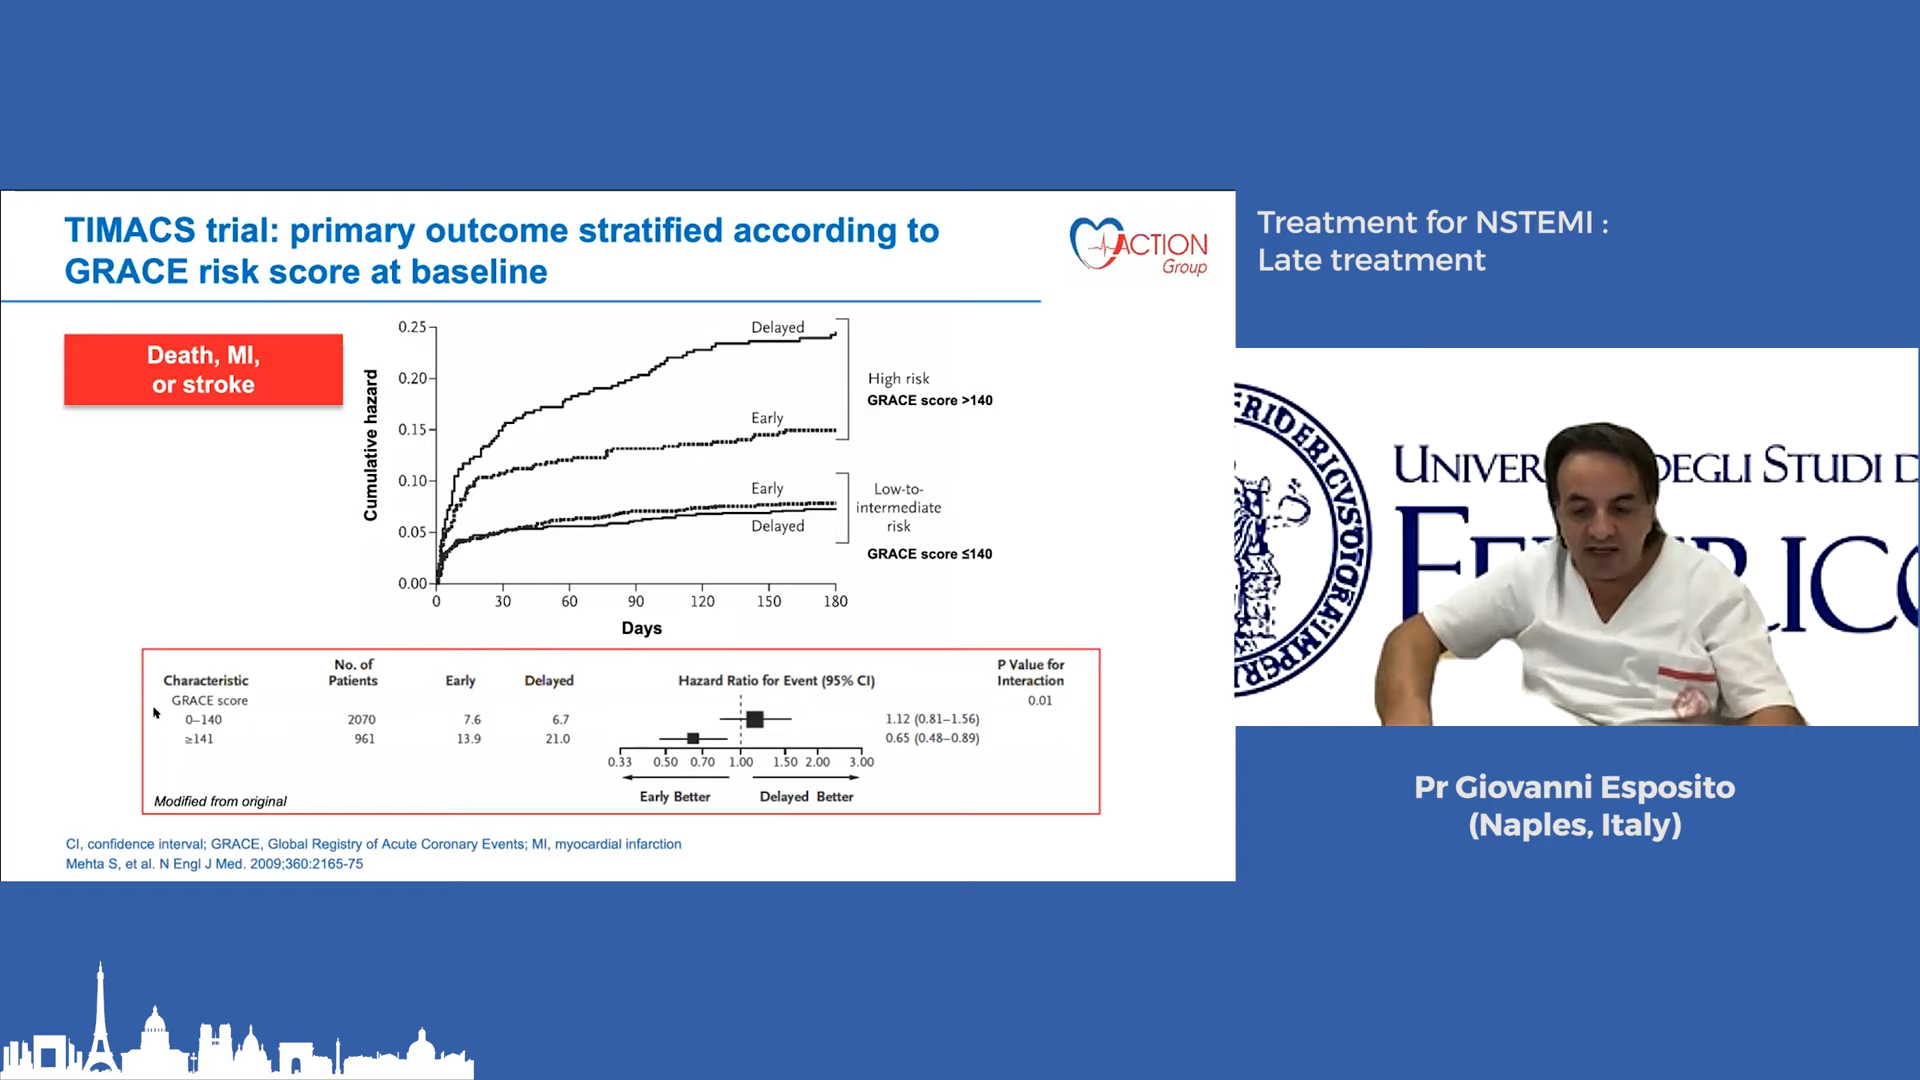 TIMACS trial: primary outcome stratified according to
GRACE risk score at baseline
ACTION
Group
Death, MI,
or stroke
Cumulative hazard
0.25
0.20
0.15
0.10
0.05
0.00
0 30 60 90 120 150 180
Days
Delayed
Early
Early
Delayed
High risk
GRACE score >140
Low-to-
intermediate
risk
GRACE score ≤140
Characteristic No. of Patients Early Delayed Hazard Ratio for Event (95% CI) P Value for Interaction
GRACE score 0.01
0–140 2070 7.6 6.7 1.12 (0.81–1.56)
≥141 961 13.9 21.0 0.65 (0.48–0.89)
0.33 0.50 0.70 1.00 1.50 2.00 3.00
Early Better Delayed Better
Modified from original
CI, confidence interval; GRACE, Global Registry of Acute Coronary Events; MI, myocardial infarction
Mehta S, et al. N Engl J Med. 2009;360:2165-75
Treatment for NSTEMI :
Late treatment
UNIVER DEGLI STUDI D
FE RICO
Pr Giovanni Esposito
(Naples, Italy)